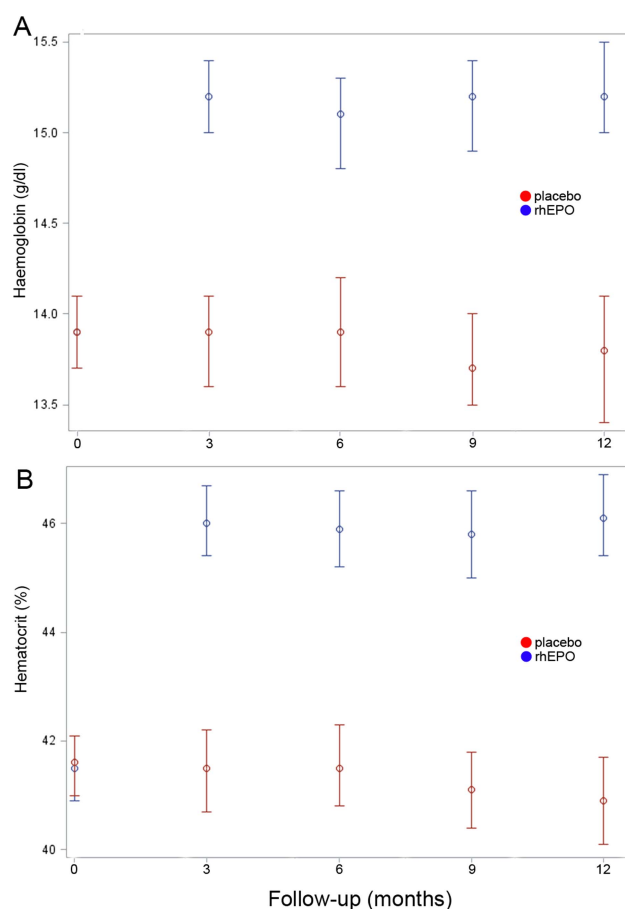 A
15.5
15.0
14.5
14.0
13.5
Haemoglobin (g/dl)
placebo
rhEPO
0 3 6 9 12
B
46
44
42
40
Hematocrit (%)
placebo
rhEPO
0 3 6 9 12
Follow-up (months)